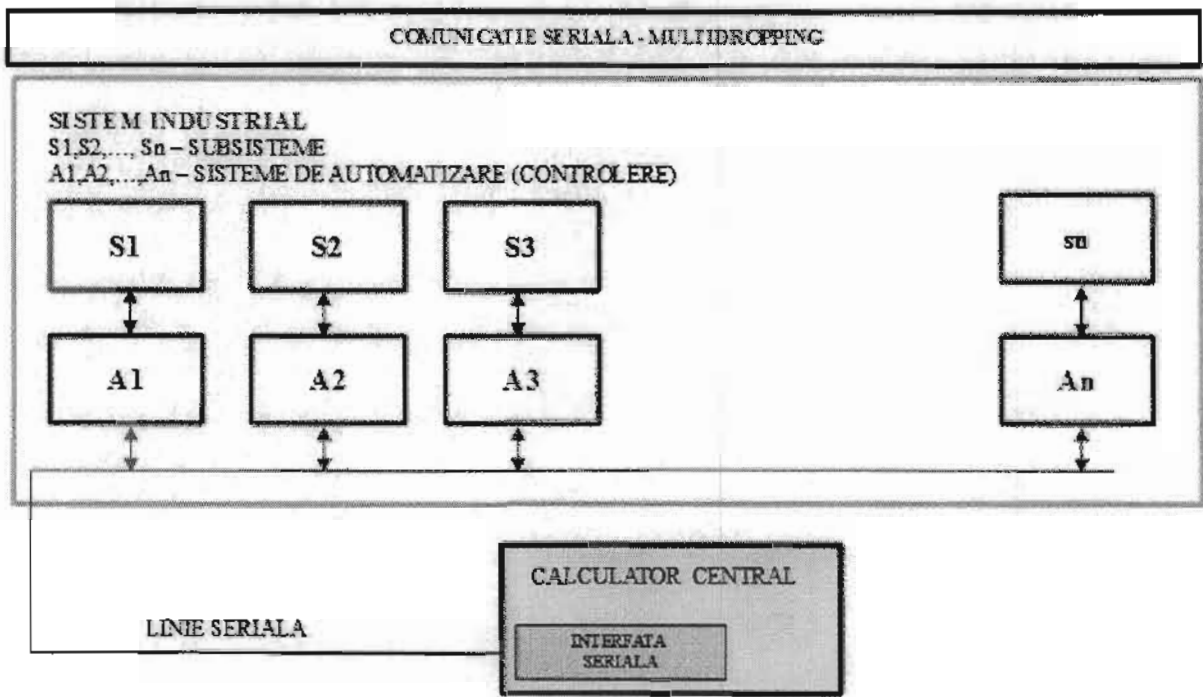 COMUNICATIE SERIALA - MULTIDROPPING
SISTEM INDUSTRIAL
S1,S2,..., Sn – SUBSISTEME
A1,A2,...,An – SISTEME DE AUTOMATIZARE (CONTROLERE)
S1 S2 S3 sn
A1 A2 A3 An
CALCULATOR CENTRAL
LINIE SERIALA
INTERFATA
SERIALA